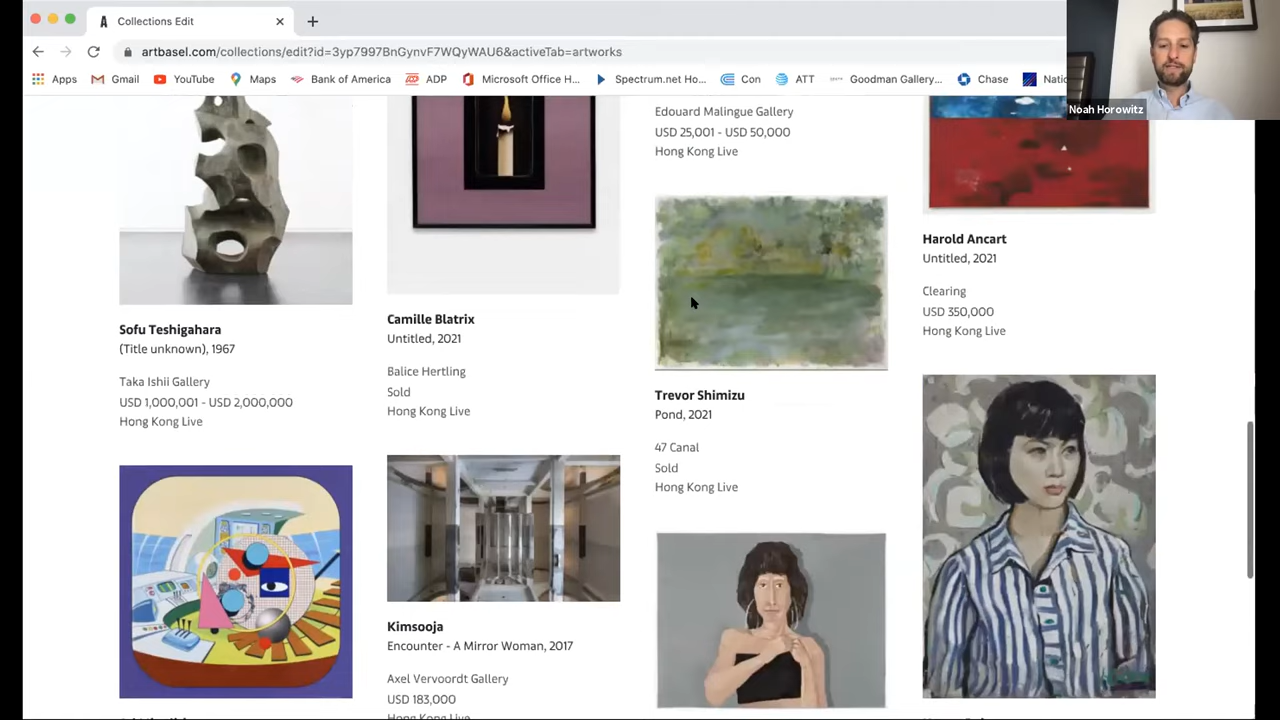 Collections Edit
artbasel.com/collections/edit?id=3yp7997BnGynvF7WQyWAU6&activeTab=artworks
Apps
Gmail
YouTube
Maps
Bank of America
ADP
Microsoft Office H...
Spectrum.net Ho...
Con
ATT
Goodman Gallery...
Chase
Noah Horowitz
Sofu Teshigahara
(Title unknown), 1967
Taka Ishii Gallery
USD 1,000,001 - USD 2,000,000
Hong Kong Live
Camille Blatrix
Untitled, 2021
Balice Hertling
Sold
Hong Kong Live
Kimsooja
Encounter - A Mirror Woman, 2017
Axel Vervoordt Gallery
USD 183,000
Hong Kong Live
Edouard Malingue Gallery
USD 25,001 - USD 50,000
Hong Kong Live
Trevor Shimizu
Pond, 2021
47 Canal
Sold
Hong Kong Live
Harold Ancart
Untitled, 2021
Clearing
USD 350,000
Hong Kong Live